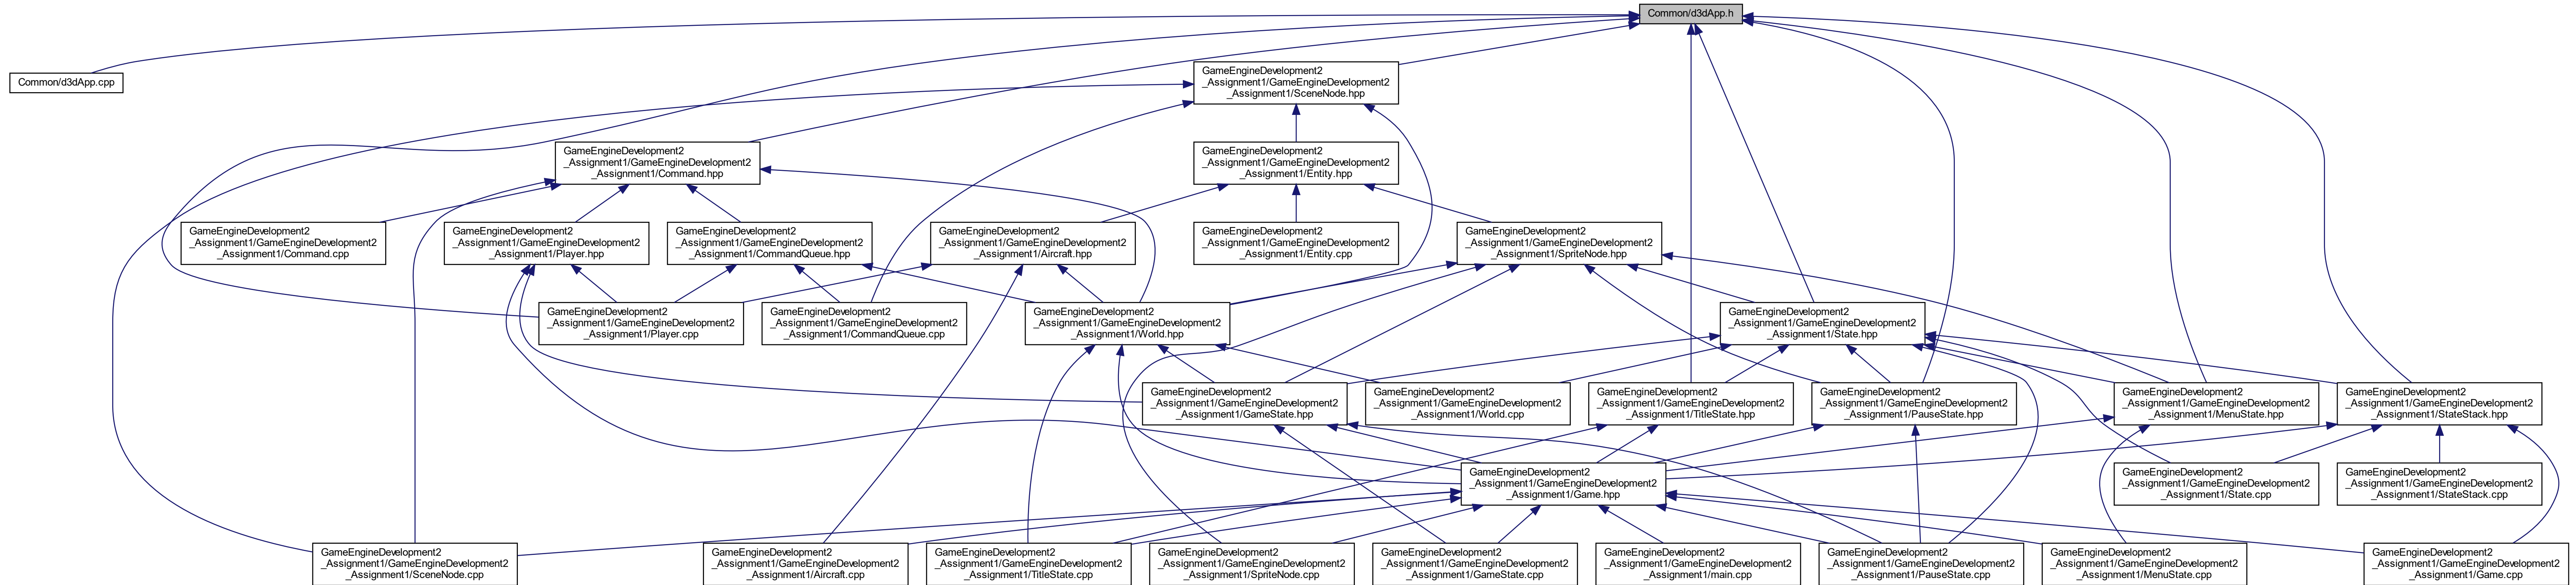 Common/d3dApp.h
Common/d3dApp.cpp
GameEngineDevelopment2
_Assignment1/GameEngineDevelopment2
_Assignment1/SceneNode.hpp
GameEngineDevelopment2
_Assignment1/GameEngineDevelopment2
_Assignment1/Command.hpp
GameEngineDevelopment2
_Assignment1/GameEngineDevelopment2
_Assignment1/Entity.hpp
GameEngineDevelopment2
_Assignment1/GameEngineDevelopment2
_Assignment1/Command.cpp
GameEngineDevelopment2
_Assignment1/GameEngineDevelopment2
_Assignment1/Player.hpp
GameEngineDevelopment2
_Assignment1/GameEngineDevelopment2
_Assignment1/CommandQueue.hpp
GameEngineDevelopment2
_Assignment1/GameEngineDevelopment2
_Assignment1/Aircraft.hpp
GameEngineDevelopment2
_Assignment1/GameEngineDevelopment2
_Assignment1/Entity.cpp
GameEngineDevelopment2
_Assignment1/GameEngineDevelopment2
_Assignment1/SpriteNode.hpp
GameEngineDevelopment2
_Assignment1/GameEngineDevelopment2
_Assignment1/Player.cpp
GameEngineDevelopment2
_Assignment1/GameEngineDevelopment2
_Assignment1/CommandQueue.cpp
GameEngineDevelopment2
_Assignment1/GameEngineDevelopment2
_Assignment1/World.hpp
GameEngineDevelopment2
_Assignment1/GameEngineDevelopment2
_Assignment1/State.hpp
GameEngineDevelopment2
_Assignment1/GameEngineDevelopment2
_Assignment1/GameState.hpp
GameEngineDevelopment2
_Assignment1/GameEngineDevelopment2
_Assignment1/World.cpp
GameEngineDevelopment2
_Assignment1/GameEngineDevelopment2
_Assignment1/TitleState.hpp
GameEngineDevelopment2
_Assignment1/GameEngineDevelopment2
_Assignment1/PauseState.hpp
GameEngineDevelopment2
_Assignment1/GameEngineDevelopment2
_Assignment1/MenuState.hpp
GameEngineDevelopment2
_Assignment1/GameEngineDevelopment2
_Assignment1/StateStack.hpp
GameEngineDevelopment2
_Assignment1/GameEngineDevelopment2
_Assignment1/Game.hpp
GameEngineDevelopment2
_Assignment1/GameEngineDevelopment2
_Assignment1/State.cpp
GameEngineDevelopment2
_Assignment1/GameEngineDevelopment2
_Assignment1/StateStack.cpp
GameEngineDevelopment2
_Assignment1/GameEngineDevelopment2
_Assignment1/SceneNode.cpp
GameEngineDevelopment2
_Assignment1/GameEngineDevelopment2
_Assignment1/Aircraft.cpp
GameEngineDevelopment2
_Assignment1/GameEngineDevelopment2
_Assignment1/TitleState.cpp
GameEngineDevelopment2
_Assignment1/GameEngineDevelopment2
_Assignment1/SpriteNode.cpp
GameEngineDevelopment2
_Assignment1/GameEngineDevelopment2
_Assignment1/GameState.cpp
GameEngineDevelopment2
_Assignment1/GameEngineDevelopment2
_Assignment1/main.cpp
GameEngineDevelopment2
_Assignment1/GameEngineDevelopment2
_Assignment1/PauseState.cpp
GameEngineDevelopment2
_Assignment1/GameEngineDevelopment2
_Assignment1/MenuState.cpp
GameEngineDevelopment2
_Assignment1/GameEngineDevelopment2
_Assignment1/Game.cpp